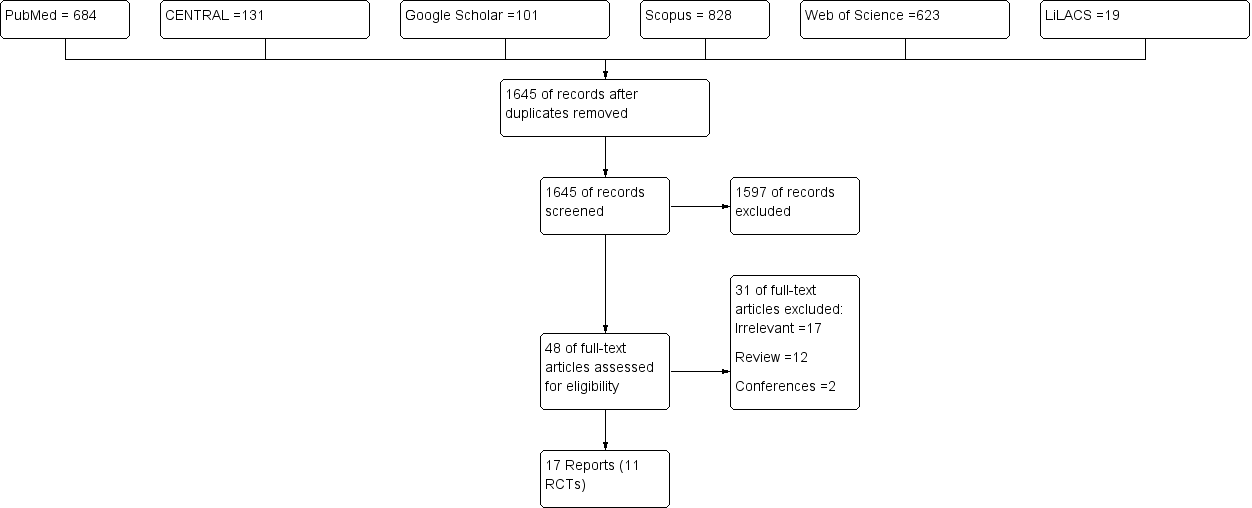 PubMed = 684
CENTRAL =131
Google Scholar =101
Scopus = 828
Web of Science =623
LiLACS =19
1645 of records after
duplicates removed
1645 of records
screened
1597 of records
excluded
31 of full-text
articles excluded:
Irrelevant =17
Review =12
Conferences =2
48 of full-text
articles assessed
for eligibility
17 Reports (11
RCTs)